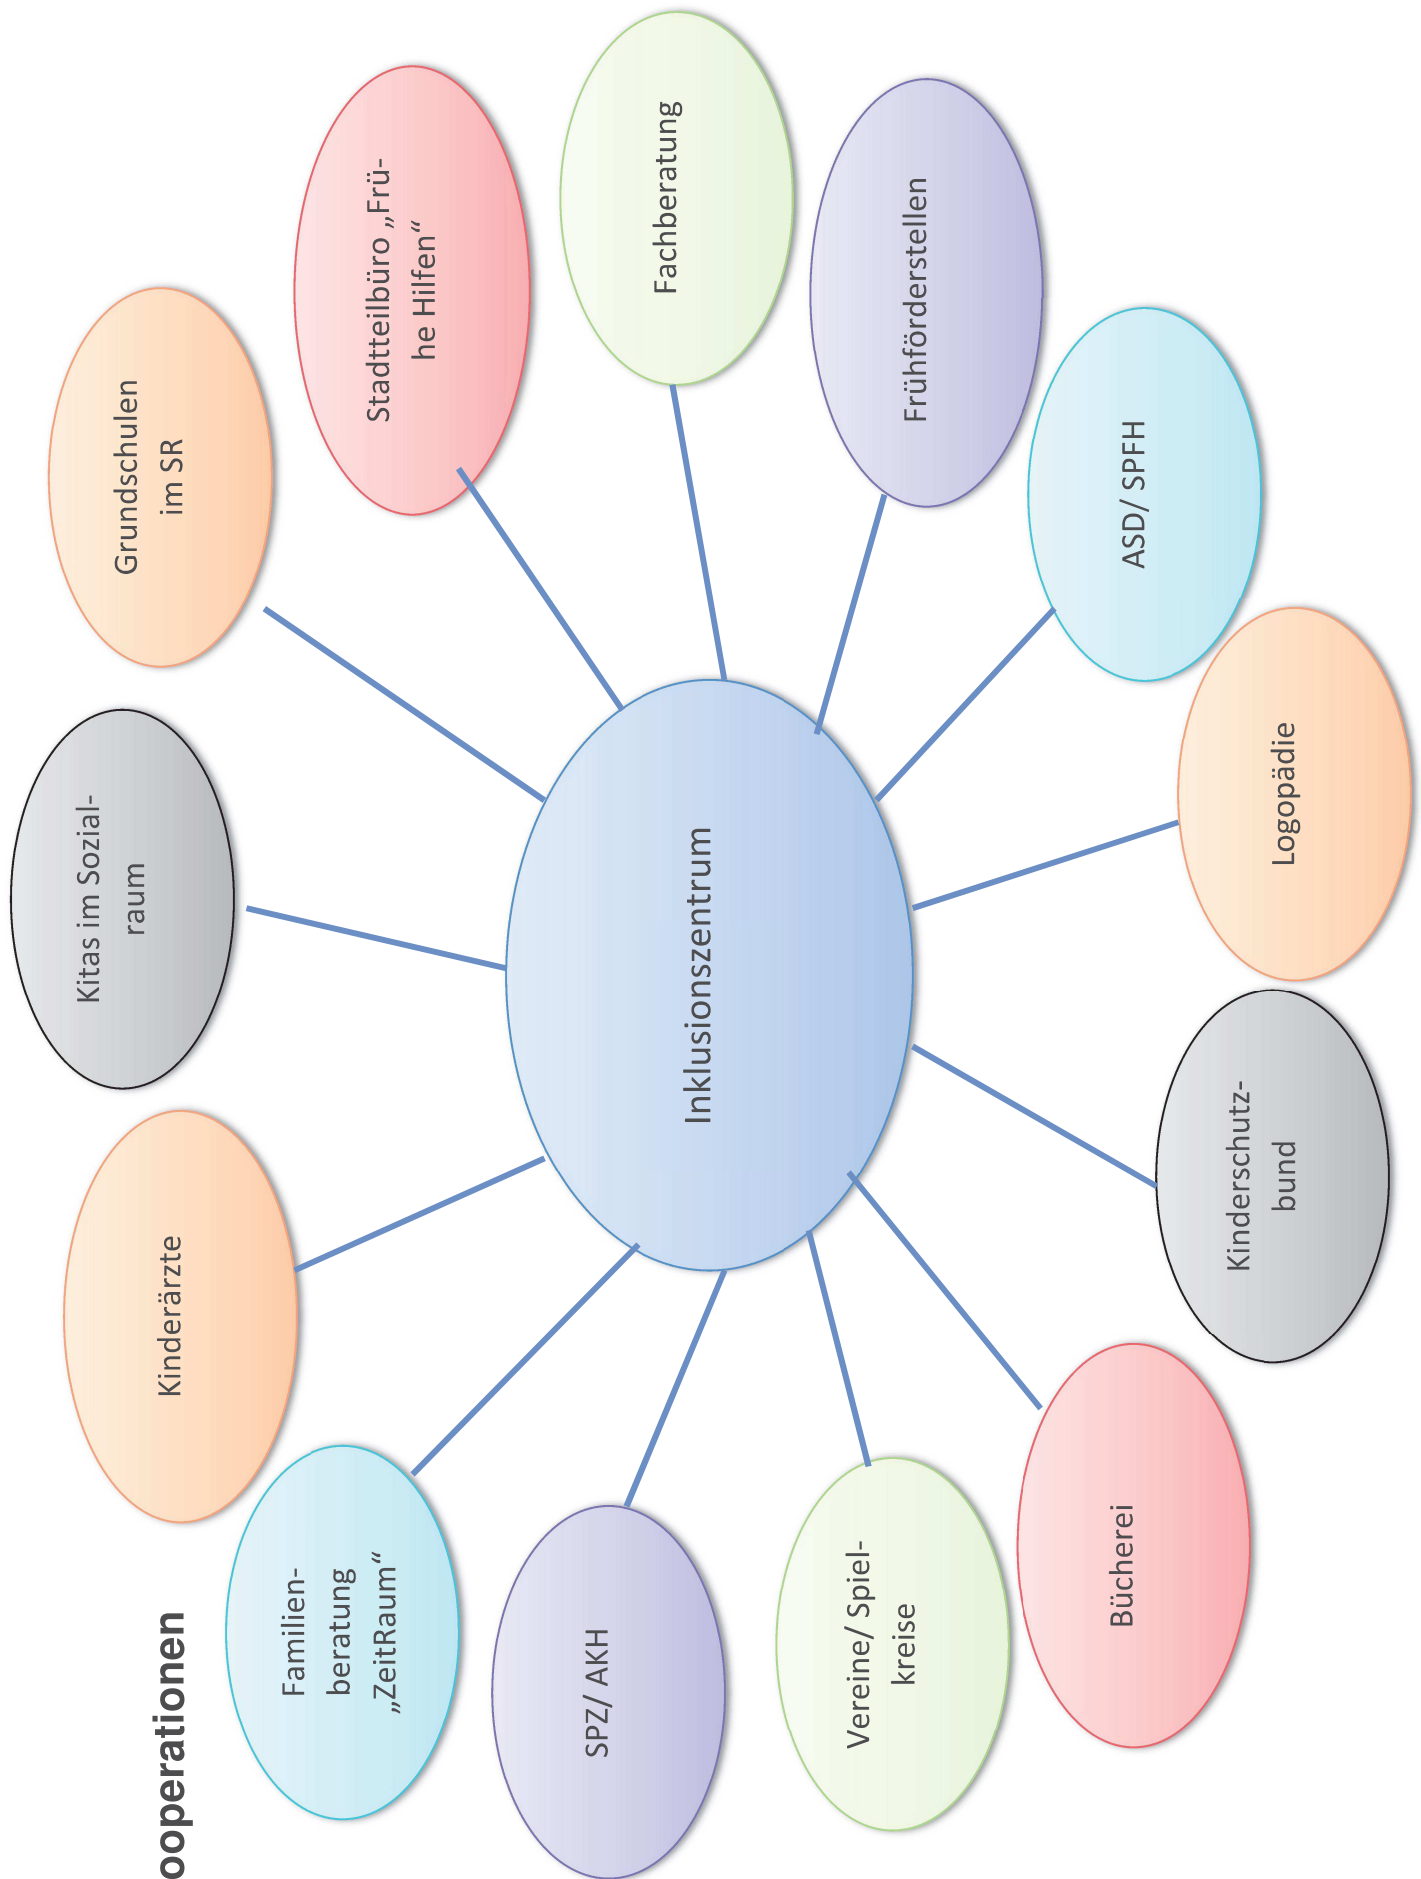 ooperationen
Kinderärzte
Kitas im Sozial-
raum
Grundschulen
im SR
Stadtteilbüro „Frü-
he Hilfen“
Fachberatung
Frühförderstellen
ASD/ SPFH
Logopädie
Kinderschutz-
bund
Bücherei
Vereine/ Spiel-
kreise
SPZ/ AKH
Familien-
beratung
„ZeitRaum“
Inklusionszentrum